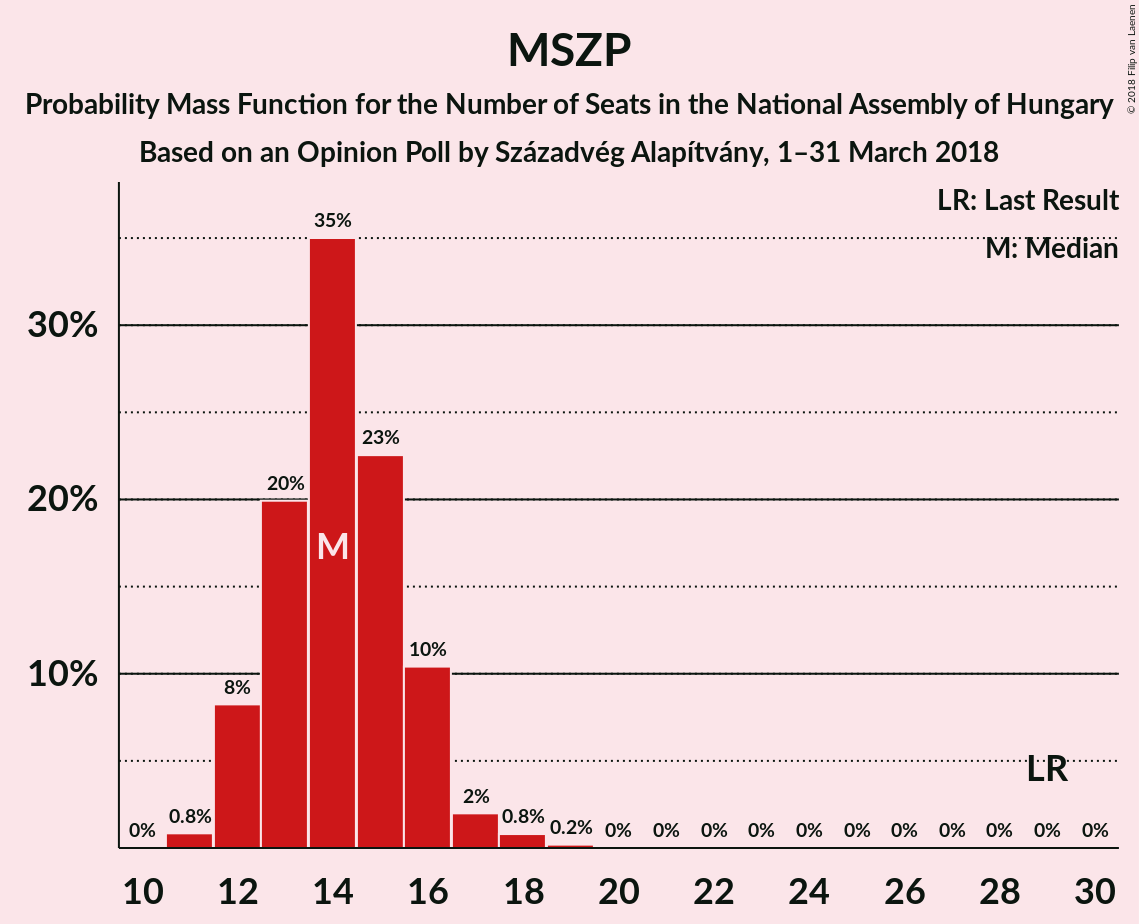 MSZP
Probability Mass Function for the Number of Seats in the National Assembly of Hungary
Based on an Opinion Poll by Századvég Alapítvány, 1–31 March 2018
© 2018 Filip van Laenen
LR: Last Result
M: Median
30%
20%
10%
0%
0.8%
8%
20%
35%
23%
10%
2%
0.8%
0.2%
0%
0%
0%
0%
0%
0%
0%
0%
0%
0%
0%
M
LR
10 12 14 16 18 20 22 24 26 28 30